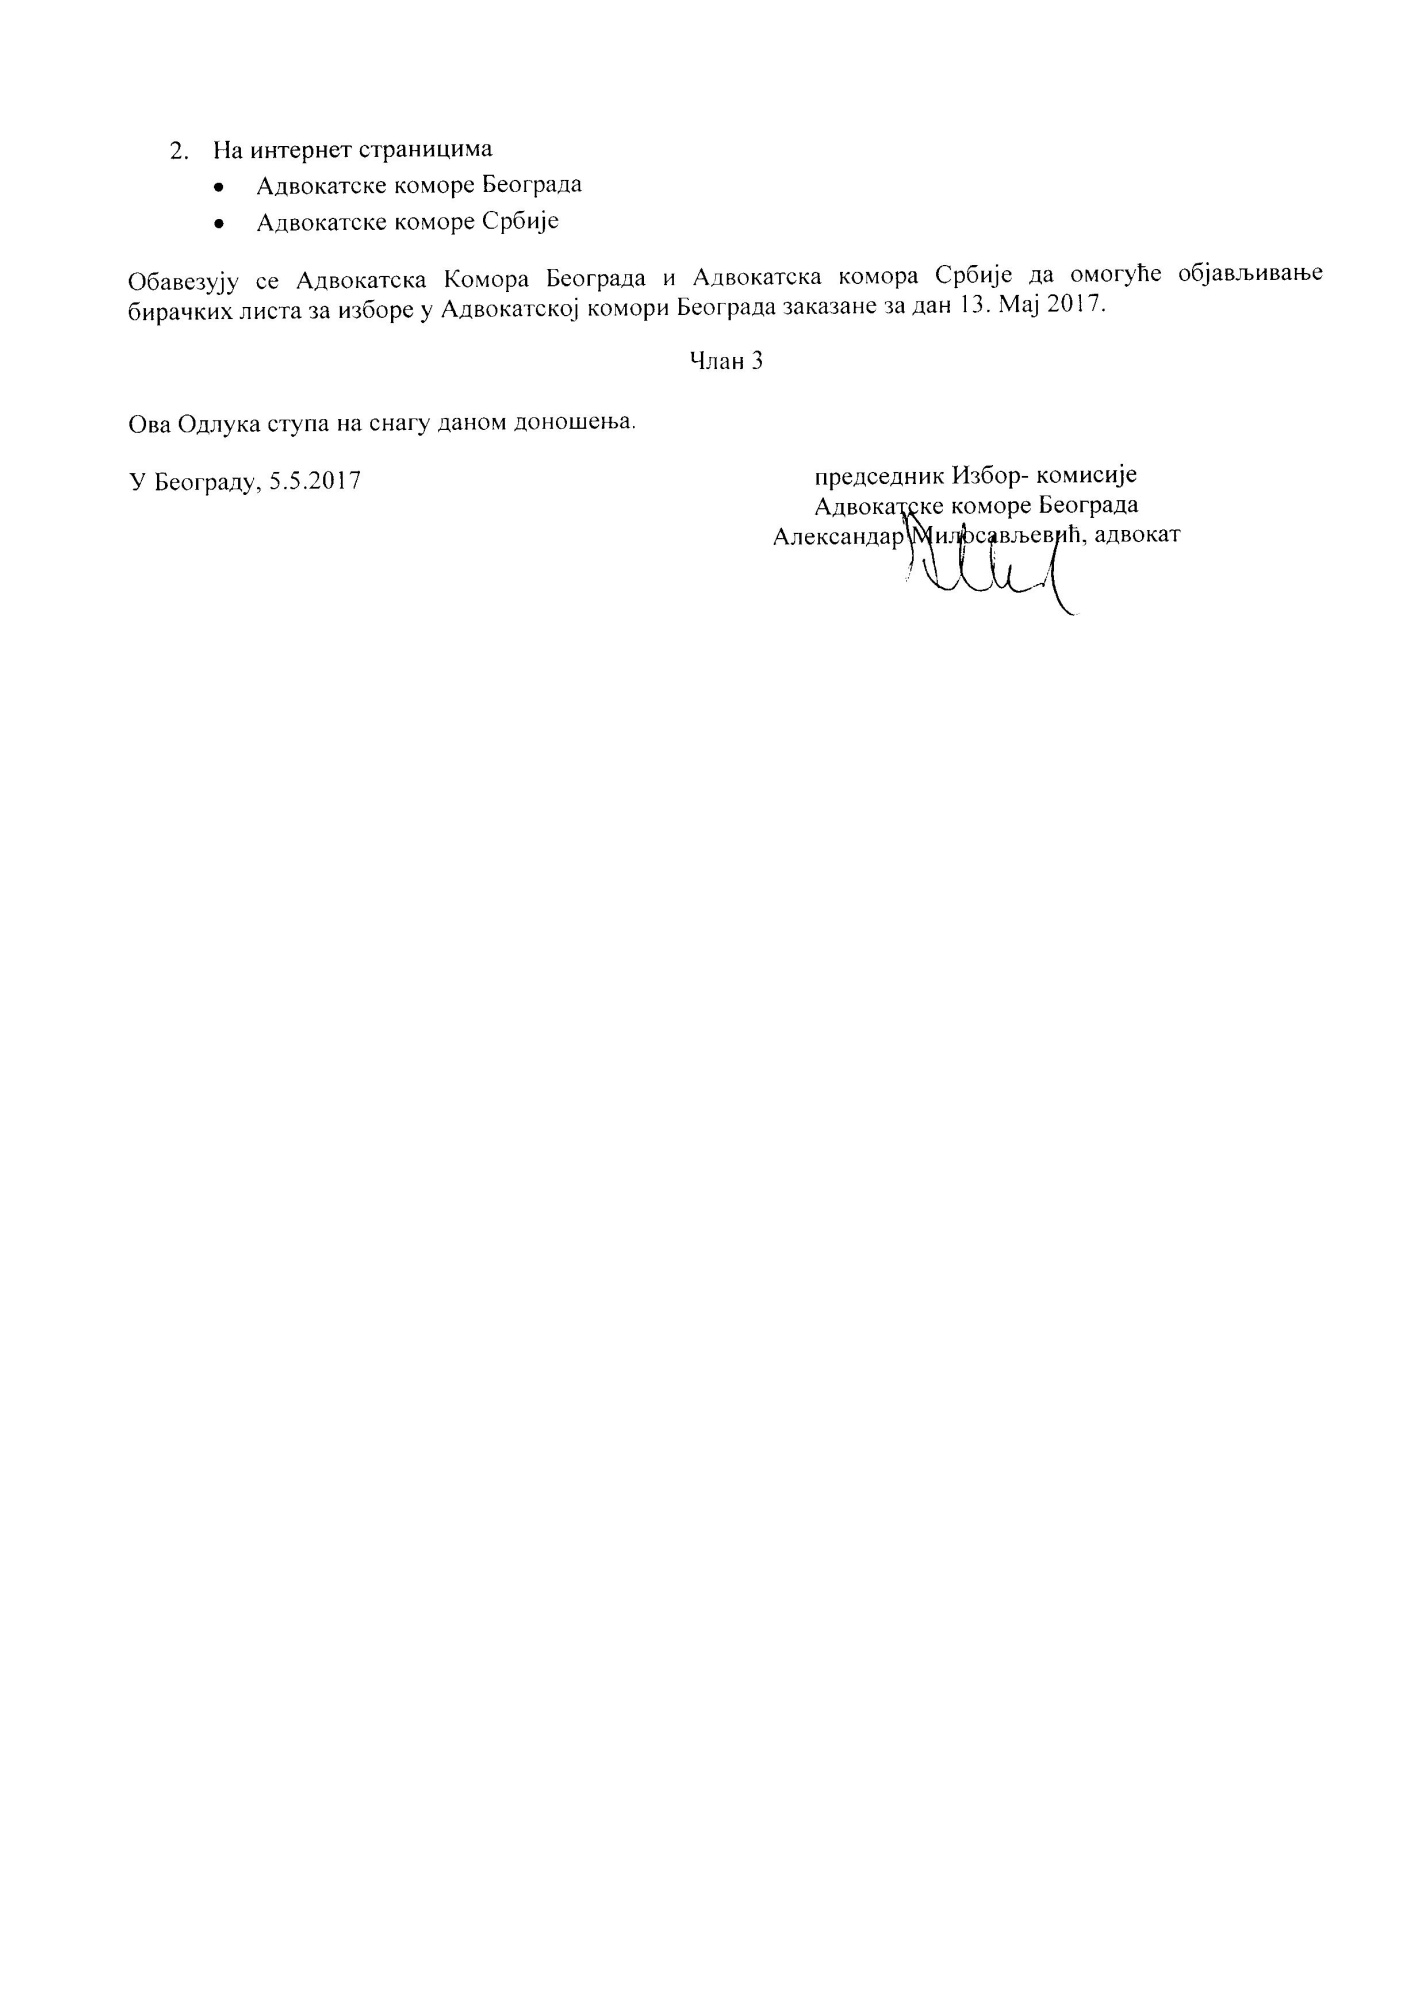 2. На интернет страницима
• Адвокатске коморе Београда
• Адвокатске коморе Србије
Обавезују се Адвокатска Комора Београда и Адвокатска комора Србије да омогуће објављивање
бирачких листа за изборе у Адвокатској комори Београда заказане за дан 13. Мај 2017.
Члан 3
Ова Одлука ступа на снагу даном доношења.
У Београду, 5.5.2017
председник Избор- комисије
Адвокатске коморе Београда
Александар Милосављевић, адвокат